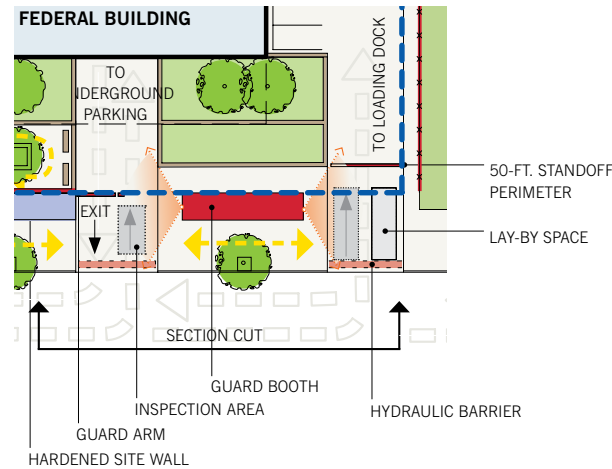 FEDERAL BUILDING
TO
NDERGROUND
PARKING
TO LOADING DOCK
50-FT. STANDOFF
PERIMETER
EXIT
LAY-BY SPACE
SECTION CUT
GUARD BOOTH
INSPECTION AREA
HYDRAULIC BARRIER
GUARD ARM
HARDENED SITE WALL